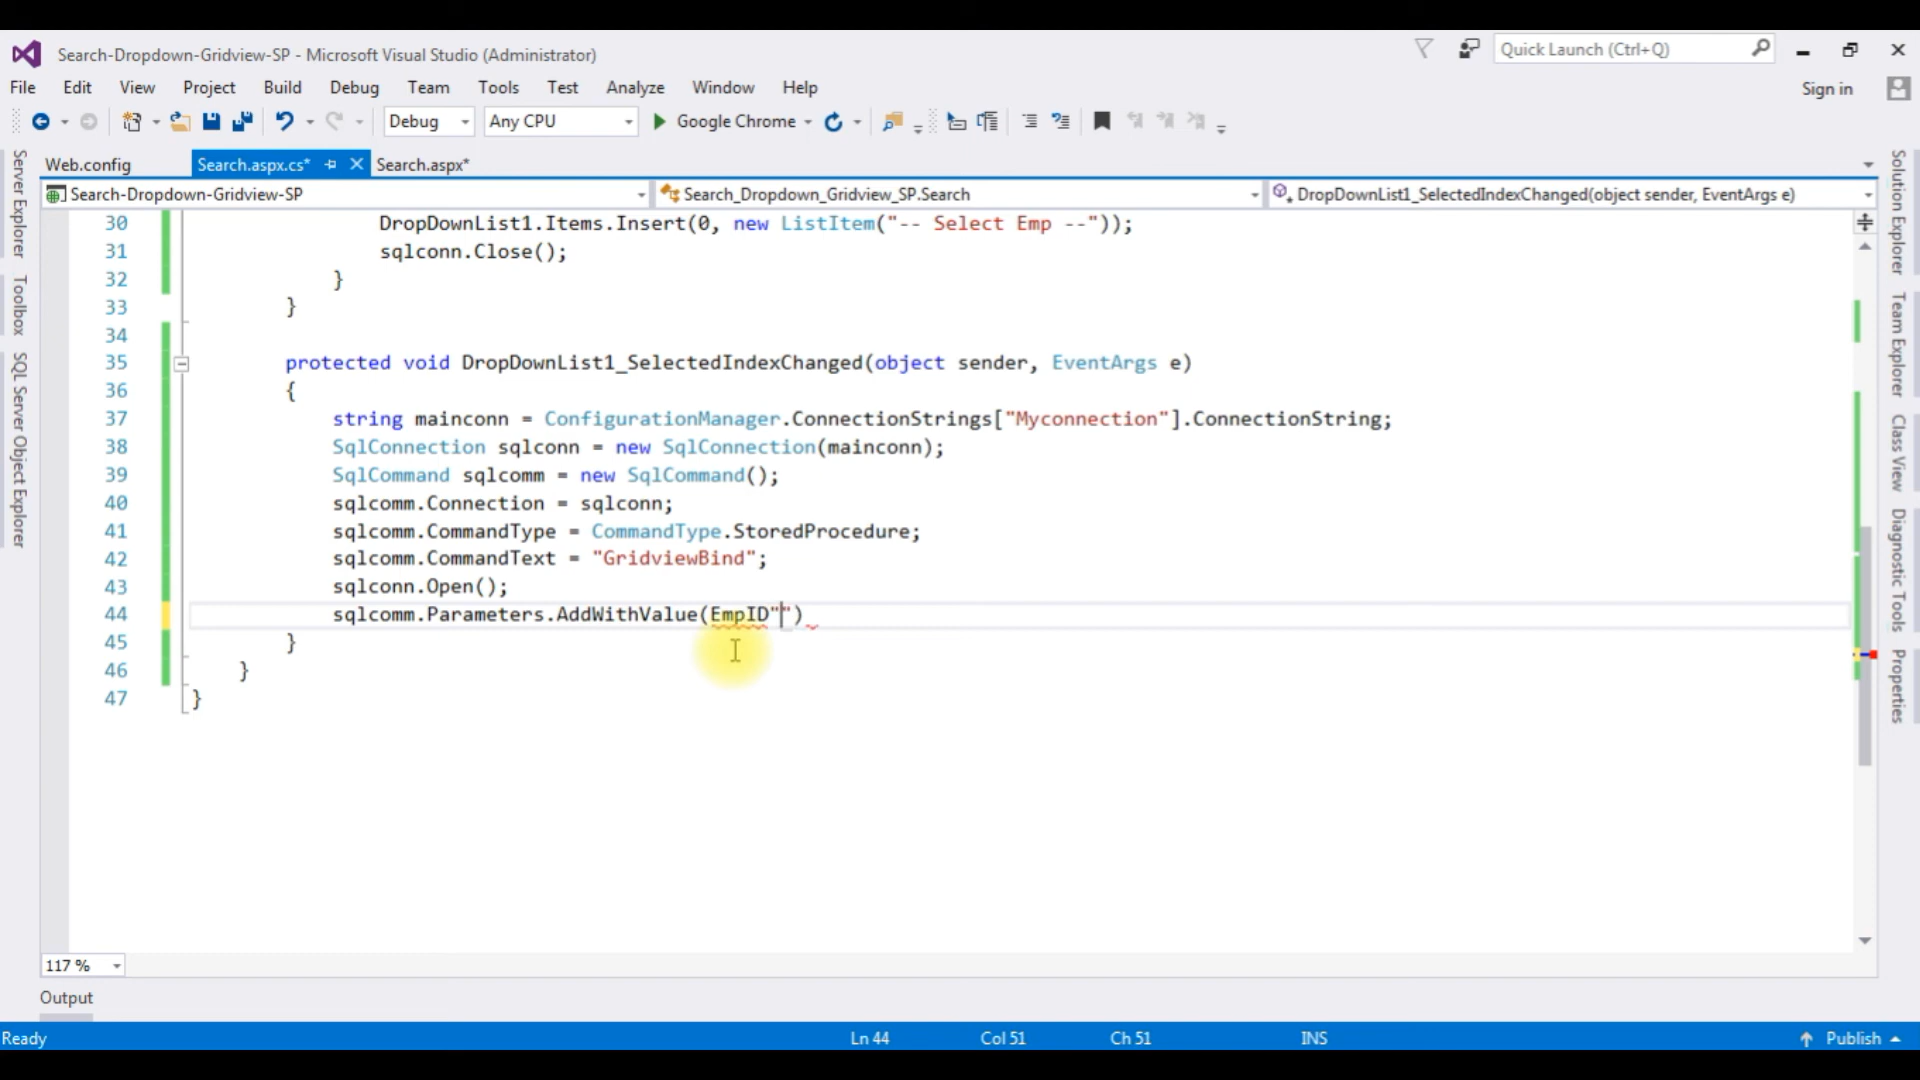 Search-Dropdown-Gridview-SP - Microsoft Visual Studio (Administrator)
Quick Launch (Ctrl+Q)
File Edit View Project Build Debug Team Tools Test Analyze Window Help
Sign in
Debug Any CPU Google Chrome
Web.config Search.aspx.cs* Search.aspx*
Search-Dropdown-Gridview-SP Search_Dropdown_Gridview_SP.Search DropDownList1_SelectedIndexChanged(object sender, EventArgs e)
30 DropDownList1.Items.Insert(0, new ListItem("-- Select Emp --"));
31 sqlconn.Close();
32 }
33 }
34
35 protected void DropDownList1_SelectedIndexChanged(object sender, EventArgs e)
36 {
37 string mainconn = ConfigurationManager.ConnectionStrings["Myconnection"].ConnectionString;
38 SqlConnection sqlconn = new SqlConnection(mainconn);
39 SqlCommand sqlcomm = new SqlCommand();
40 sqlcomm.Connection = sqlconn;
41 sqlcomm.CommandType = CommandType.StoredProcedure;
42 sqlcomm.CommandText = "GridviewBind";
43 sqlconn.Open();
44 sqlcomm.Parameters.AddWithValue(EmpID"")
45 }
46 }
47 }
Server Explorer
Toolbox
SQL Server Object Explorer
Solution Explorer
Team Explorer
Class View
Diagnostic Tools
Properties
117 %
Output
Ready Ln 44 Col 51 Ch 51 INS Publish